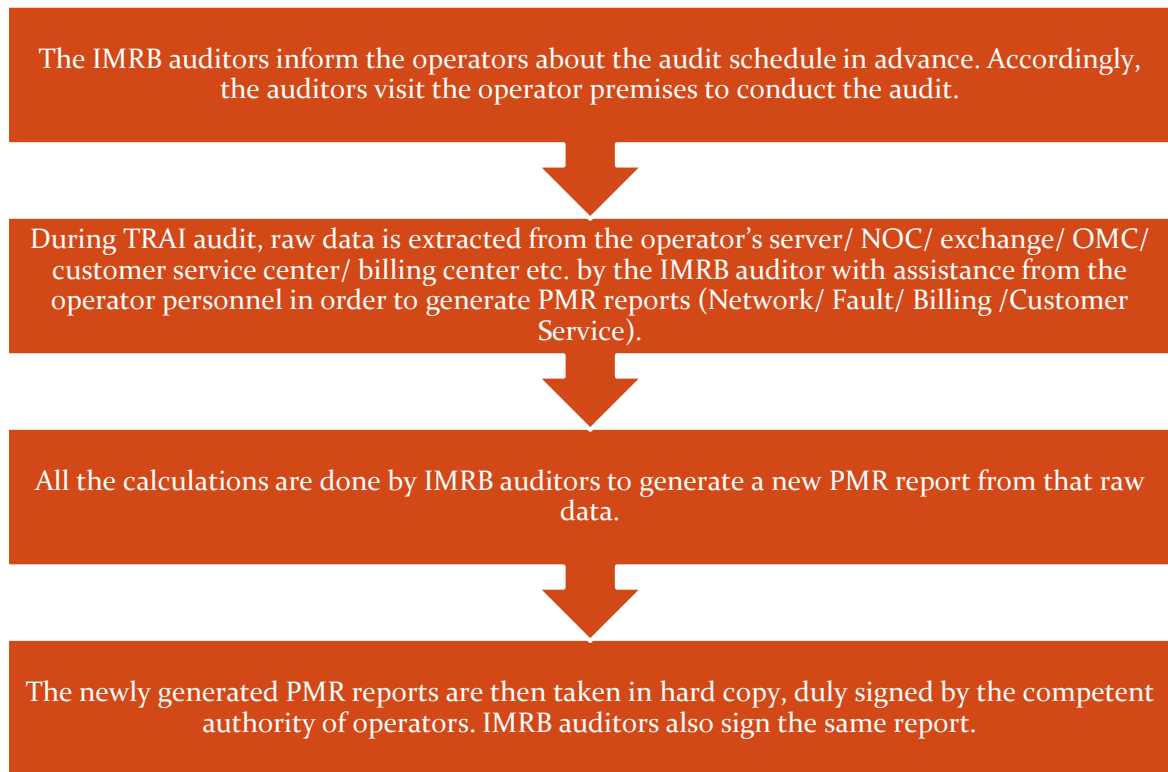 The IMRB auditors inform the operators about the audit schedule in advance. Accordingly,
the auditors visit the operator premises to conduct the audit.
During TRAI audit, raw data is extracted from the operator’s server/ NOC/ exchange/ OMC/
customer service center/ billing center etc. by the IMRB auditor with assistance from the
operator personnel in order to generate PMR reports (Network/ Fault/ Billing /Customer
Service).
All the calculations are done by IMRB auditors to generate a new PMR report from that raw
data.
The newly generated PMR reports are then taken in hard copy, duly signed by the competent
authority of operators. IMRB auditors also sign the same report.